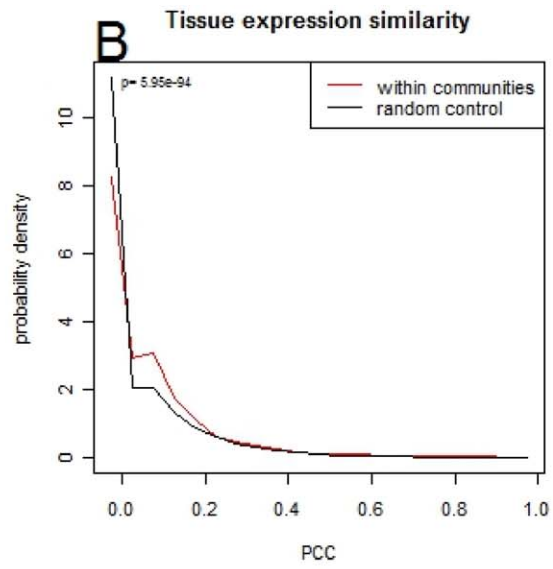 B
Tissue expression similarity
p= 5.95e-94
within communities
random control
probability density
10
8
6
4
2
0
0.0 0.2 0.4 0.6 0.8 1.0
PCC